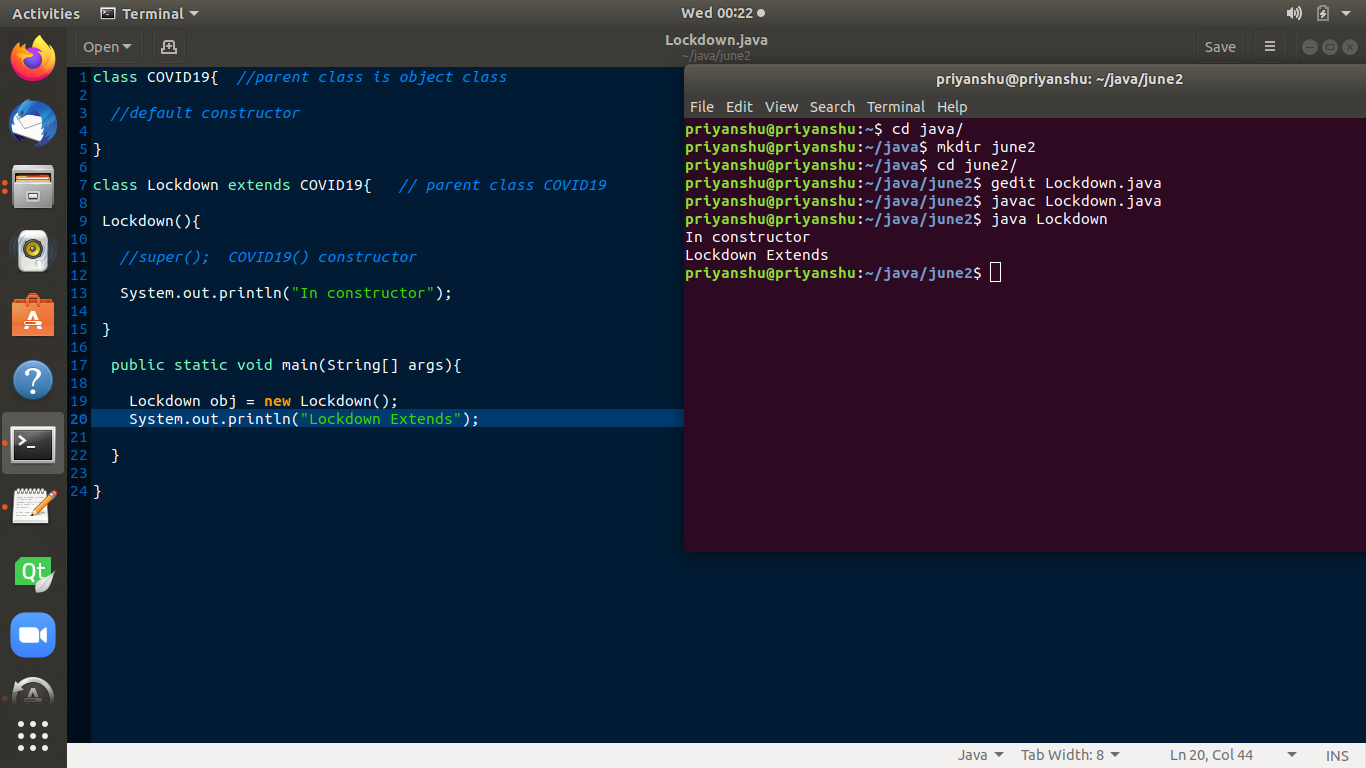 Activities
Terminal
Wed 00:22
Open
Lockdown.java
~/java/june2
Save
1 class COVID19{  //parent class is object class
2
3   //default constructor
4
5 }
6
7 class Lockdown extends COVID19{   // parent class COVID19
8
9  Lockdown(){
10
11    //super();  COVID19() constructor
12
13    System.out.println("In constructor");
14
15  }
16
17   public static void main(String[] args){
18
19     Lockdown obj = new Lockdown();
20     System.out.println("Lockdown Extends");
21
22   }
23
24 }
priyanshu@priyanshu: ~/java/june2
File Edit View Search Terminal Help
priyanshu@priyanshu:~$ cd java/
priyanshu@priyanshu:~/java$ mkdir june2
priyanshu@priyanshu:~/java$ cd june2/
priyanshu@priyanshu:~/java/june2$ gedit Lockdown.java
priyanshu@priyanshu:~/java/june2$ javac Lockdown.java
priyanshu@priyanshu:~/java/june2$ java Lockdown
In constructor
Lockdown Extends
priyanshu@priyanshu:~/java/june2$
Qt
Java
Tab Width: 8
Ln 20, Col 44
INS